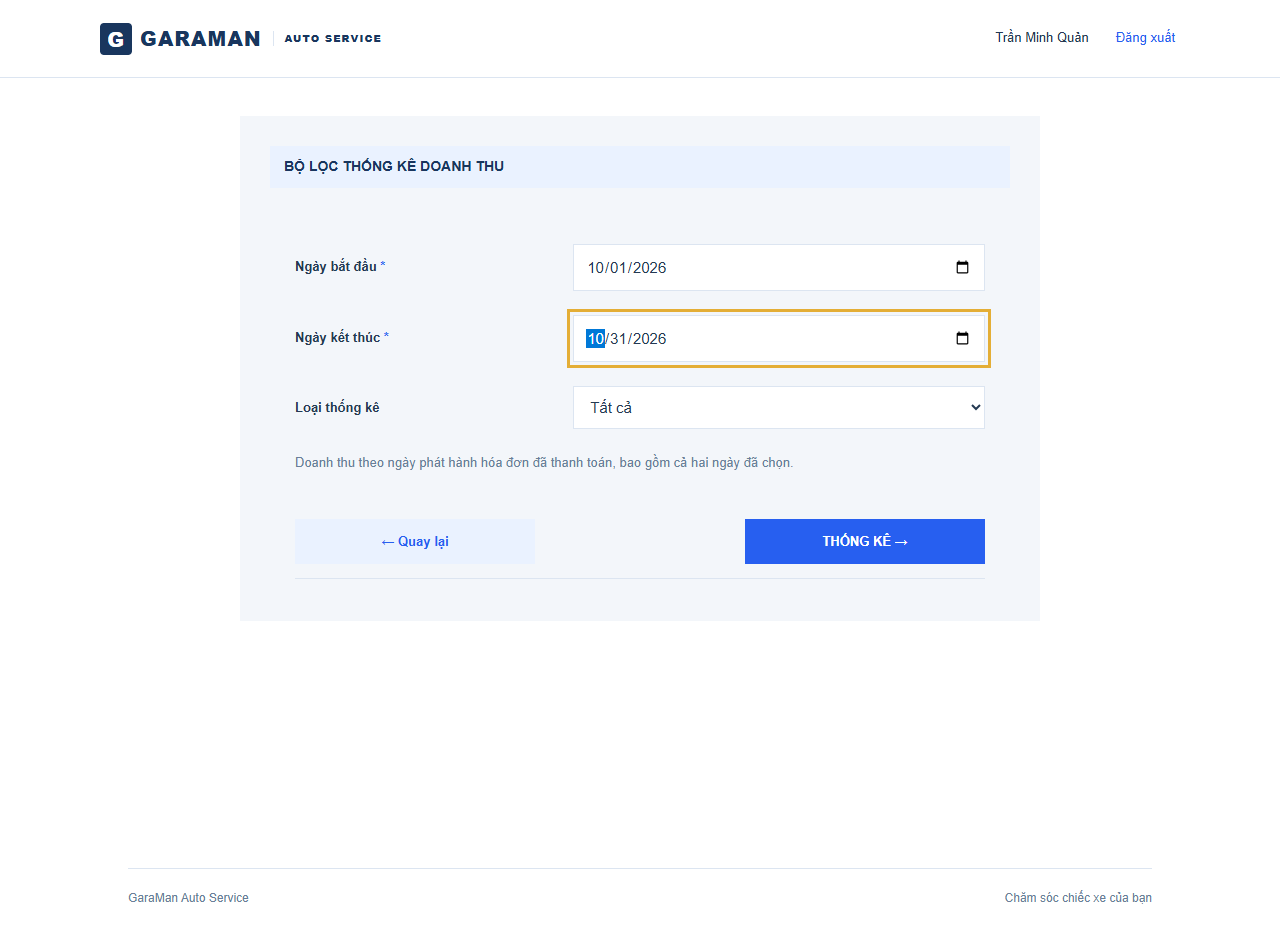 G GARAMAN AUTO SERVICE
Trần Minh Quân Đăng xuất
BỘ LỌC THỐNG KÊ DOANH THU
Ngày bắt đầu * 10/01/2026
Ngày kết thúc * 10/31/2026
Loại thống kê Tất cả
Doanh thu theo ngày phát hành hóa đơn đã thanh toán, bao gồm cả hai ngày đã chọn.
← Quay lại THỐNG KÊ →
GaraMan Auto Service Chăm sóc chiếc xe của bạn